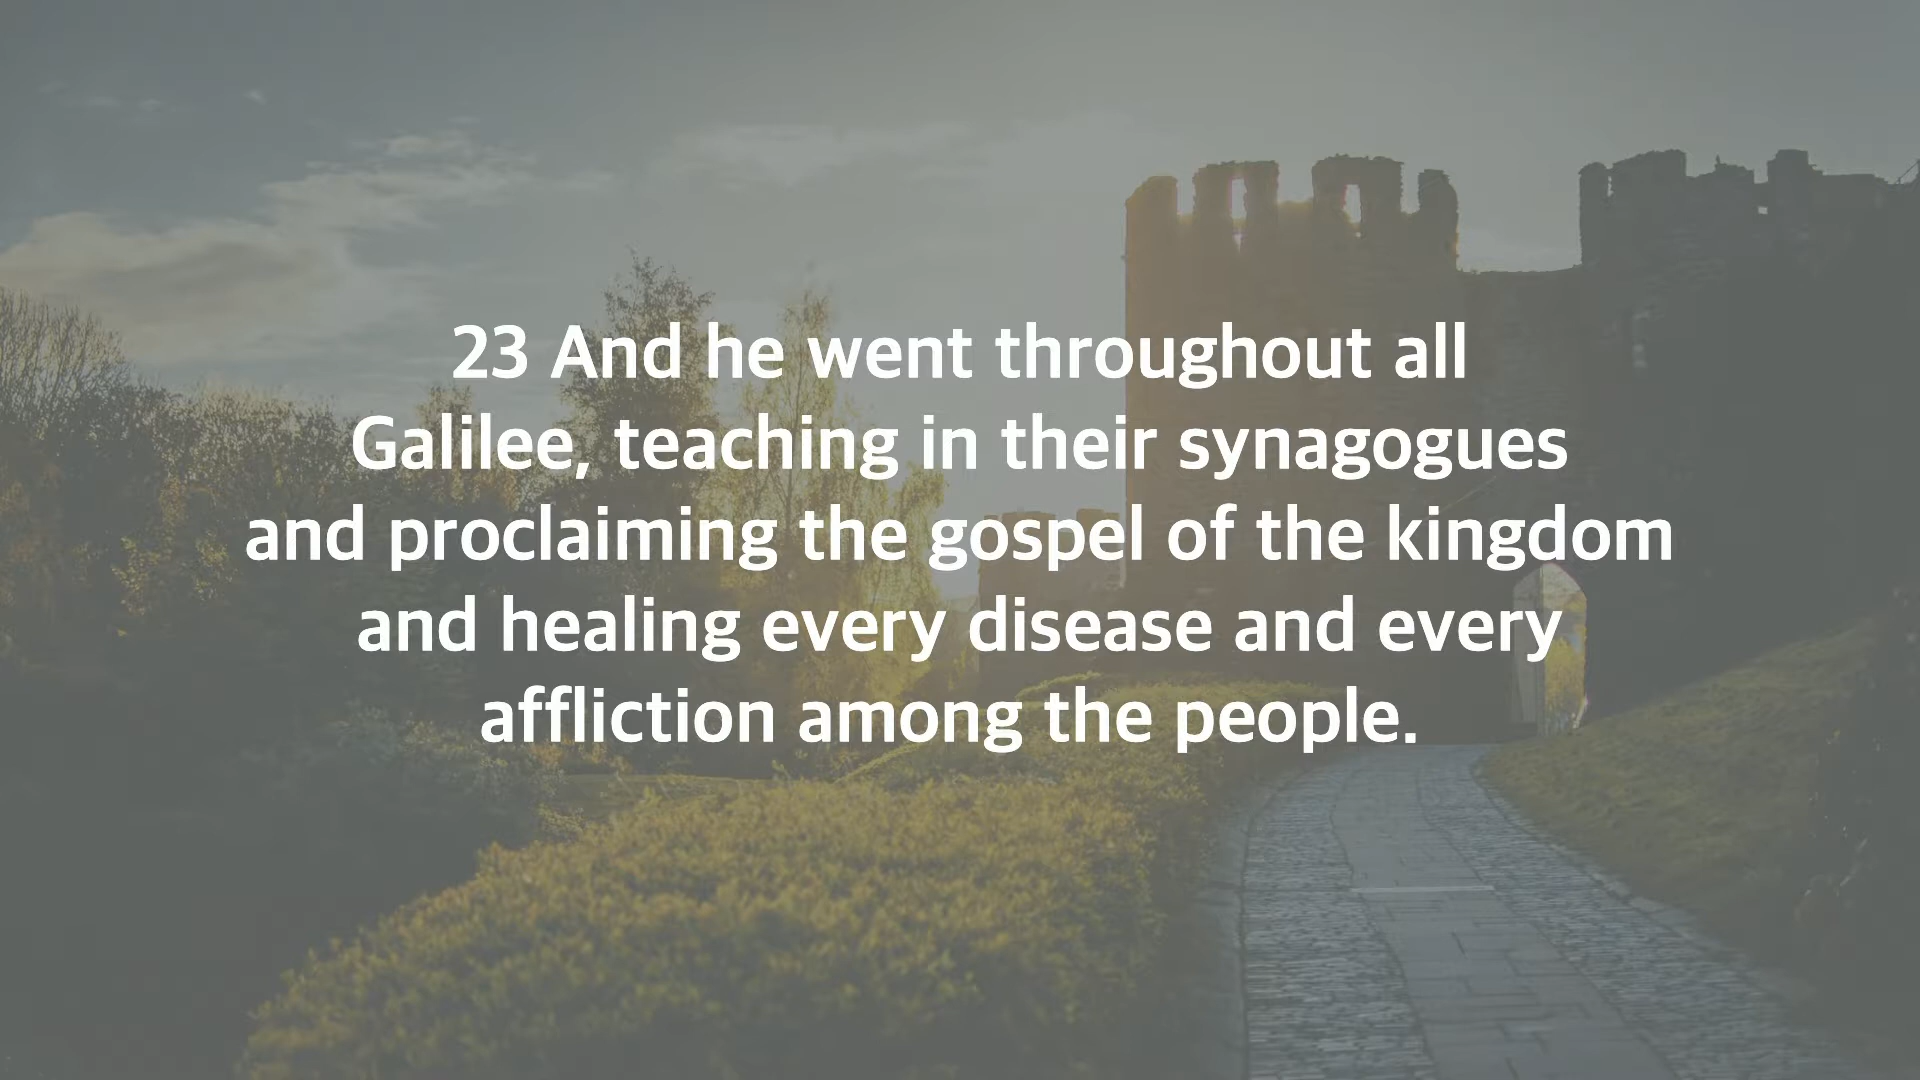 23 And he went throughout all
Galilee, teaching in their synagogues
and proclaiming the gospel of the kingdom
and healing every disease and every
affliction among the people.